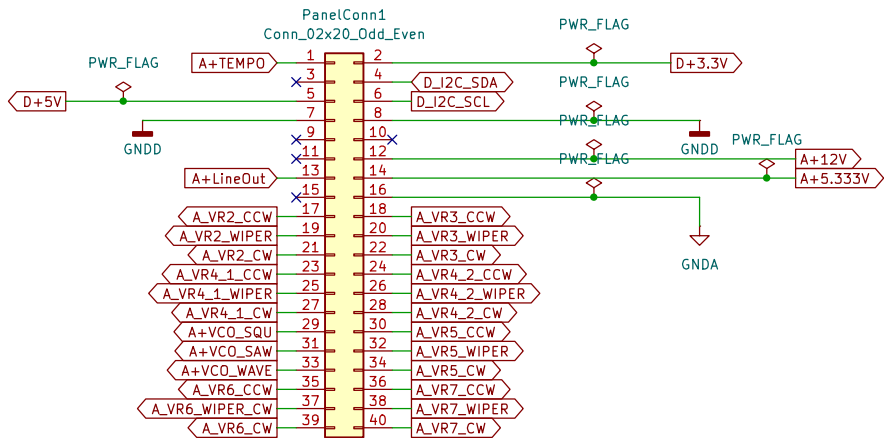 PanelConn1
Conn_02x20_Odd_Even
PWR_FLAG
PWR_FLAG
A+TEMPO 1 2 D+3.3V
3 4 D_I2C_SDA
PWR_FLAG
D+5V 5 6 D_I2C_SCL
7 8
PWR_FLAG
GNDD
GNDD
9 10
PWR_FLAG
11 12 A+12V
PWR_FLAG
A+LineOut 13 14 A+5.333V
15 16
GNDA
A_VR2_CCW 17 18 A_VR3_CCW
A_VR2_WIPER 19 20 A_VR3_WIPER
A_VR2_CW 21 22 A_VR3_CW
A_VR4_1_CCW 23 24 A_VR4_2_CCW
A_VR4_1_WIPER 25 26 A_VR4_2_WIPER
A_VR4_1_CW 27 28 A_VR4_2_CW
A+VCO_SQU 29 30 A_VR5_CCW
A+VCO_SAW 31 32 A_VR5_WIPER
A+VCO_WAVE 33 34 A_VR5_CW
A_VR6_CCW 35 36 A_VR7_CCW
A_VR6_WIPER_CW 37 38 A_VR7_WIPER
A_VR6_CW 39 40 A_VR7_CW